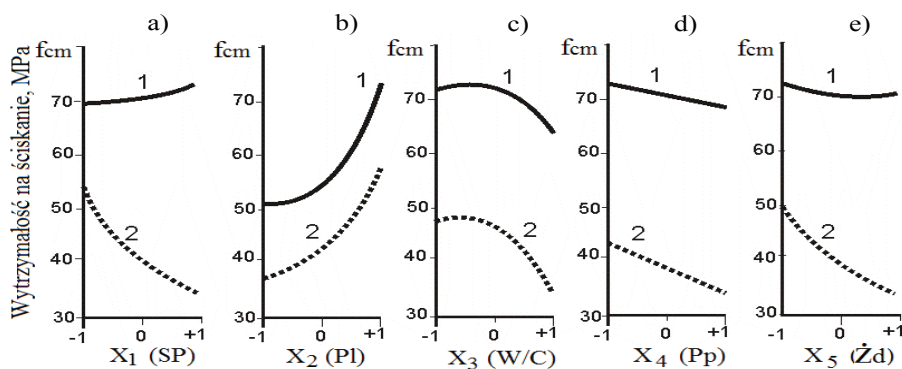 a) b) c) d) e)
fcm fcm fcm fcm fcm
Wytrzymałość na ściskanie, MPa
1 1 1 1 1
70 70 70 70 70
60 60 60 60 60
50 50 50 50 50
2 2 2 2 2
40 40 40 40 40
30 30 30 30 30
-1 0 +1 -1 0 +1 -1 0 +1 -1 0 +1 -1 0 +1
X1 (SP) X2 (Pl) X3 (W/C) X4 (Pp) X5 (Żd)